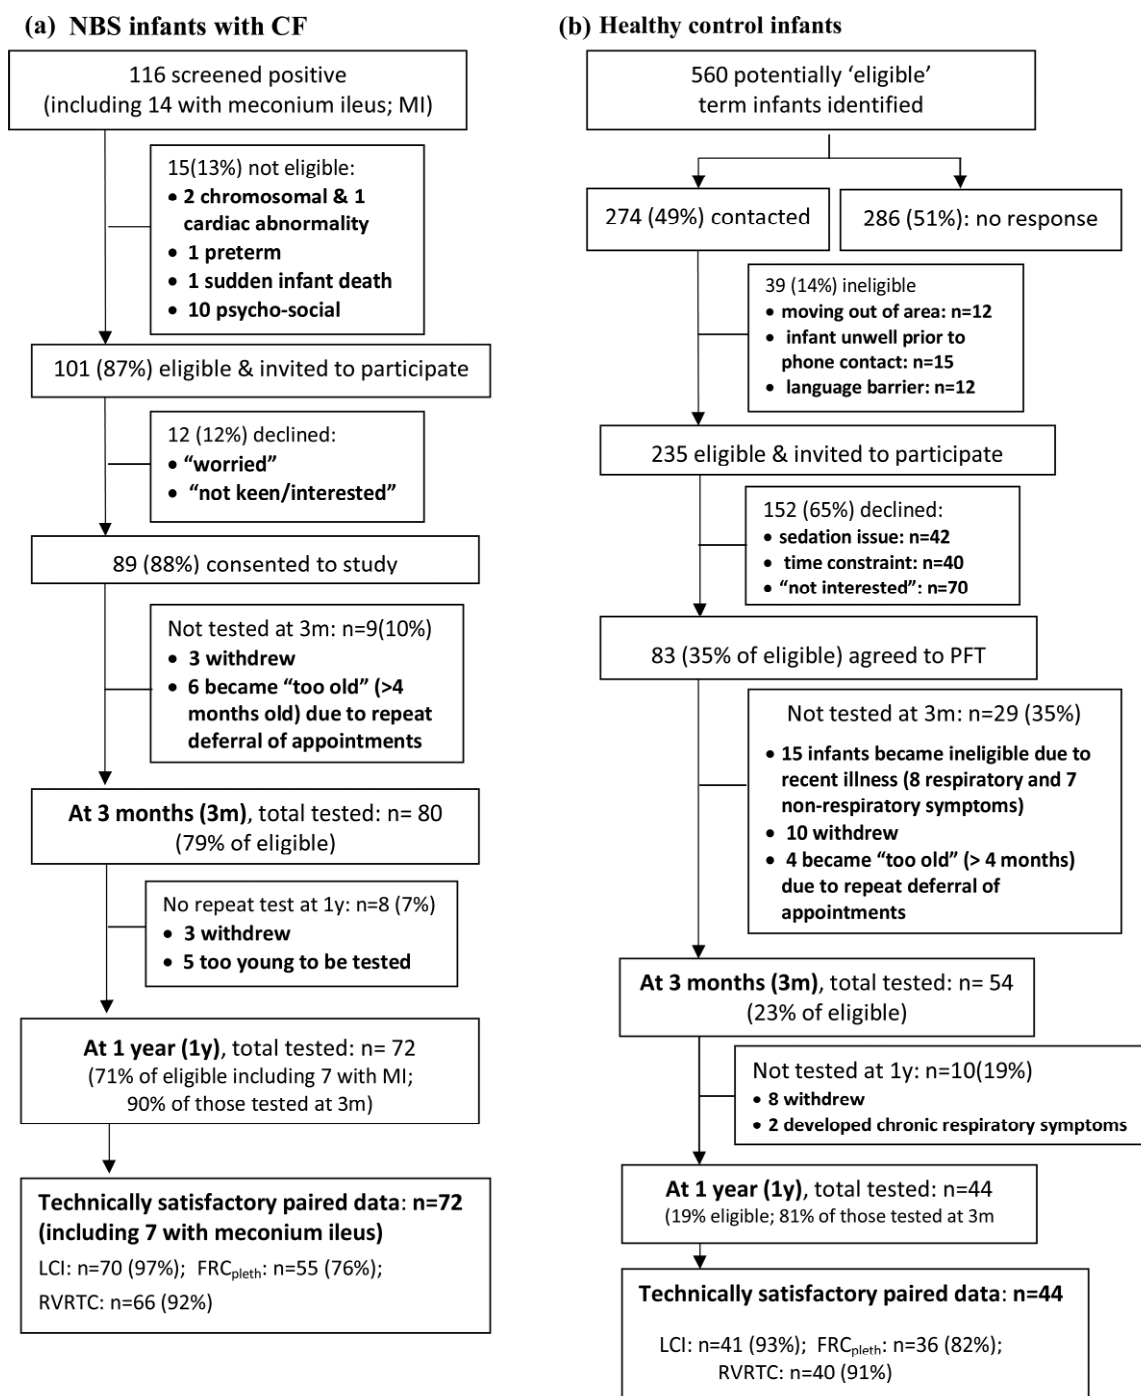 (a) NBS infants with CF
116 screened positive
(including 14 with meconium ileus; MI)
15(13%) not eligible:
• 2 chromosomal & 1
cardiac abnormality
• 1 preterm
• 1 sudden infant death
• 10 psycho-social
101 (87%) eligible & invited to participate
12 (12%) declined:
• “worried”
• “not keen/interested”
89 (88%) consented to study
Not tested at 3m: n=9(10%)
• 3 withdrew
• 6 became “too old” (>4
months old) due to repeat
deferral of appointments
At 3 months (3m), total tested: n= 80
(79% of eligible)
No repeat test at 1y: n=8 (7%)
• 3 withdrew
• 5 too young to be tested
At 1 year (1y), total tested: n= 72
(71% of eligible including 7 with MI;
90% of those tested at 3m)
Technically satisfactory paired data: n=72
(including 7 with meconium ileus)
LCI: n=70 (97%); FRCpleth: n=55 (76%);
RVRTC: n=66 (92%)
(b) Healthy control infants
560 potentially ‘eligible’
term infants identified
274 (49%) contacted
286 (51%): no response
39 (14%) ineligible
• moving out of area: n=12
• infant unwell prior to
phone contact: n=15
• language barrier: n=12
235 eligible & invited to participate
152 (65%) declined:
• sedation issue: n=42
• time constraint: n=40
• “not interested”: n=70
83 (35% of eligible) agreed to PFT
Not tested at 3m: n=29 (35%)
• 15 infants became ineligible due to
recent illness (8 respiratory and 7
non-respiratory symptoms)
• 10 withdrew
• 4 became “too old” (> 4 months)
due to repeat deferral of
appointments
At 3 months (3m), total tested: n= 54
(23% of eligible)
Not tested at 1y: n=10(19%)
• 8 withdrew
• 2 developed chronic respiratory symptoms
At 1 year (1y), total tested: n=44
(19% eligible; 81% of those tested at 3m
Technically satisfactory paired data: n=44
LCI: n=41 (93%); FRCpleth: n=36 (82%);
RVRTC: n=40 (91%)